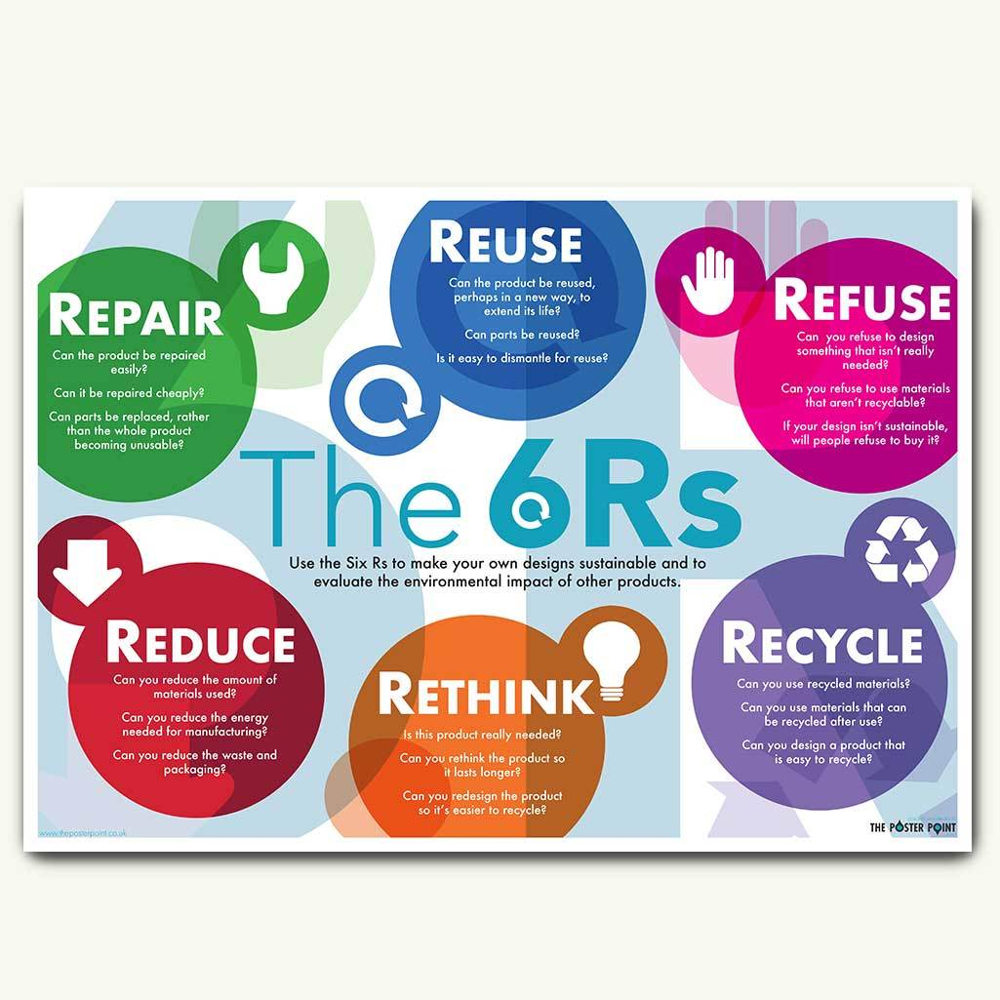 REPAIR
Can the product be repaired
easily?
Can it be repaired cheaply?
Can parts be replaced, rather
than the whole product
becoming unusable?
REUSE
Can the product be reused,
perhaps in a new way, to
extend its life?
Can parts be reused?
Is it easy to dismantle for reuse?
REFUSE
Can you refuse to design
something that isn't really
needed?
Can you refuse to use materials
that aren't recyclable?
If your design isn't sustainable,
will people refuse to buy it?
The 6Rs
Use the Six Rs to make your own designs sustainable and to
evaluate the environmental impact of other products.
REDUCE
Can you reduce the amount of
materials used?
Can you reduce the energy
needed for manufacturing?
Can you reduce the waste and
packaging?
RETHINK
Is this product really needed?
Can you rethink the product so
it lasts longer?
Can you redesign the product
so it's easier to recycle?
RECYCLE
Can you use recycled materials?
Can you use materials that can
be recycled after use?
Can you design a product that
is easy to recycle?
www.theposterpoint.co.uk
THE POSTER POINT